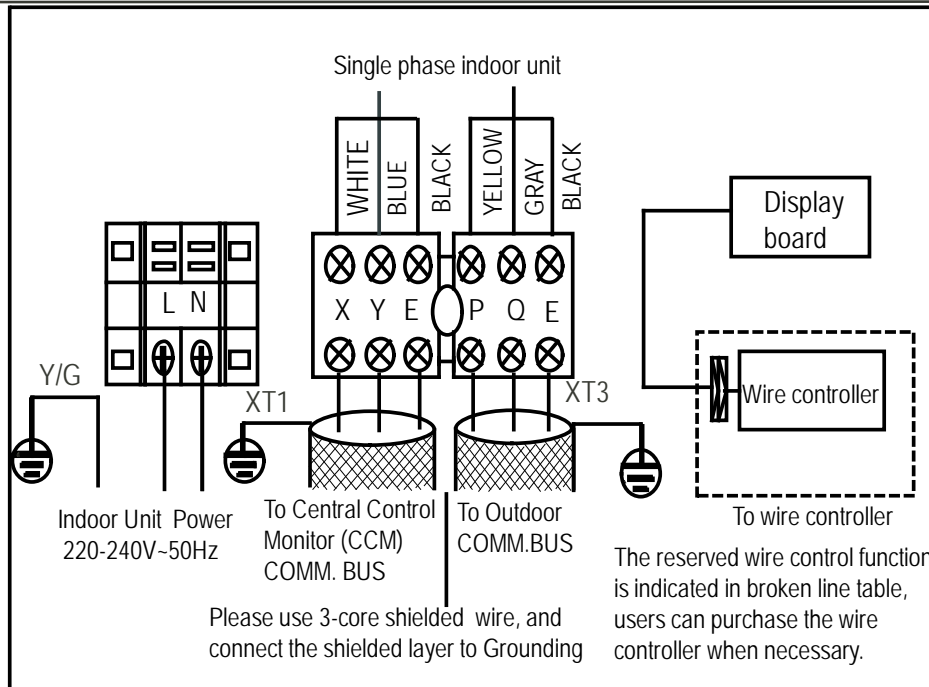 Single phase indoor unit
WHITE
BLUE
BLACK
YELLOW
GRAY
BLACK
Display
board
L N
X Y E P Q E
Y/G
XT1
XT3
Wire controller
Indoor Unit Power
220-240V~50Hz
To Central Control
Monitor (CCM)
COMM. BUS
To Outdoor
COMM.BUS
To wire controller
Please use 3-core shielded wire, and
connect the shielded layer to Grounding
The reserved wire control function
is indicated in broken line table,
users can purchase the wire
controller when necessary.